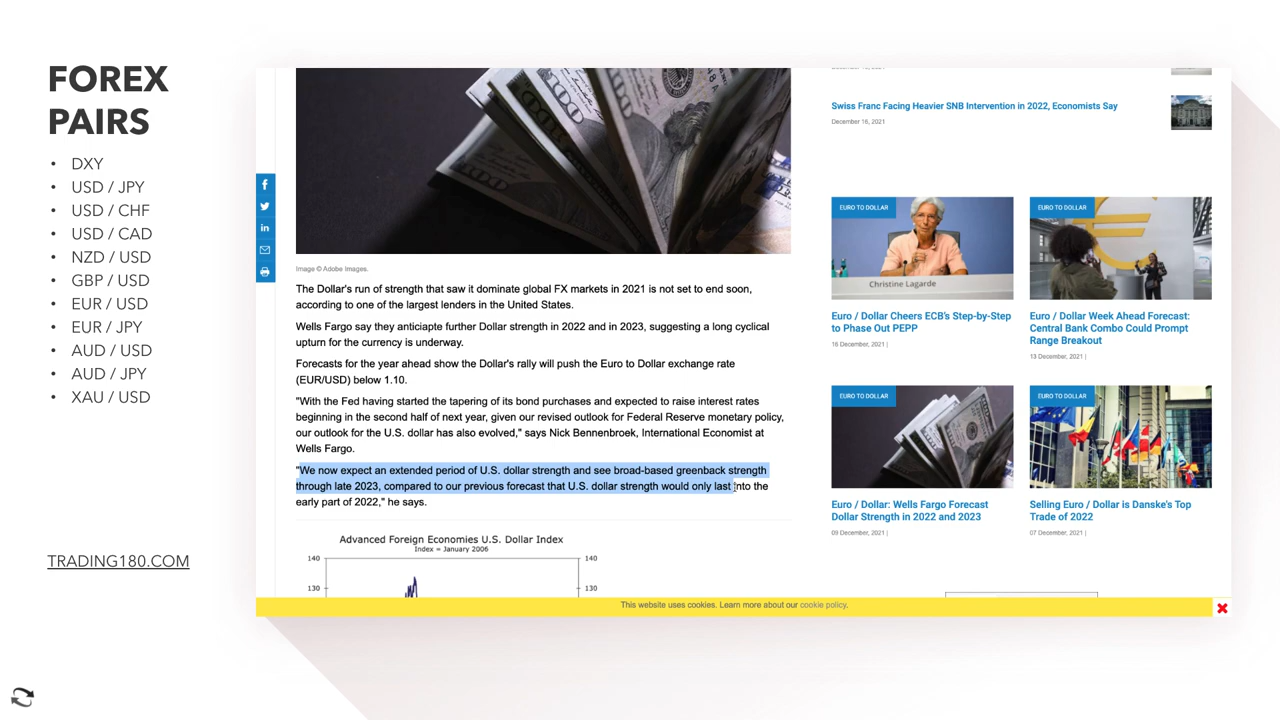 FOREX
PAIRS
• DXY
• USD / JPY
• USD / CHF
• USD / CAD
• NZD / USD
• GBP / USD
• EUR / USD
• EUR / JPY
• AUD / USD
• AUD / JPY
• XAU / USD
TRADING180.COM
Image © Adobe Images.
The Dollar's run of strength that saw it dominate global FX markets in 2021 is not set to end soon,
according to one of the largest lenders in the United States.
Wells Fargo say they anticiapte further Dollar strength in 2022 and in 2023, suggesting a long cyclical
upturn for the currency is underway.
Forecasts for the year ahead show the Dollar's rally will push the Euro to Dollar exchange rate
(EUR/USD) below 1.10.
"With the Fed having started the tapering of its bond purchases and expected to raise interest rates
beginning in the second half of next year, given our revised outlook for Federal Reserve monetary policy,
our outlook for the U.S. dollar has also evolved," says Nick Bennenbroek, International Economist at
Wells Fargo.
"We now expect an extended period of U.S. dollar strength and see broad-based greenback strength
through late 2023, compared to our previous forecast that U.S. dollar strength would only last into the
early part of 2022," he says.
Advanced Foreign Economies U.S. Dollar Index
Index = January 2006
140 140
130 130
Swiss Franc Facing Heavier SNB Intervention in 2022, Economists Say
December 16, 2021
EURO TO DOLLAR
Christine Lagarde
Euro / Dollar Cheers ECB's Step-by-Step
to Phase Out PEPP
16 December, 2021 |
EURO TO DOLLAR
Euro / Dollar Week Ahead Forecast:
Central Bank Combo Could Prompt
Range Breakout
13 December, 2021 |
EURO TO DOLLAR
Euro / Dollar: Wells Fargo Forecast
Dollar Strength in 2022 and 2023
09 December, 2021 |
EURO TO DOLLAR
Selling Euro / Dollar is Danske's Top
Trade of 2022
07 December, 2021 |
This website uses cookies. Learn more about our cookie policy.